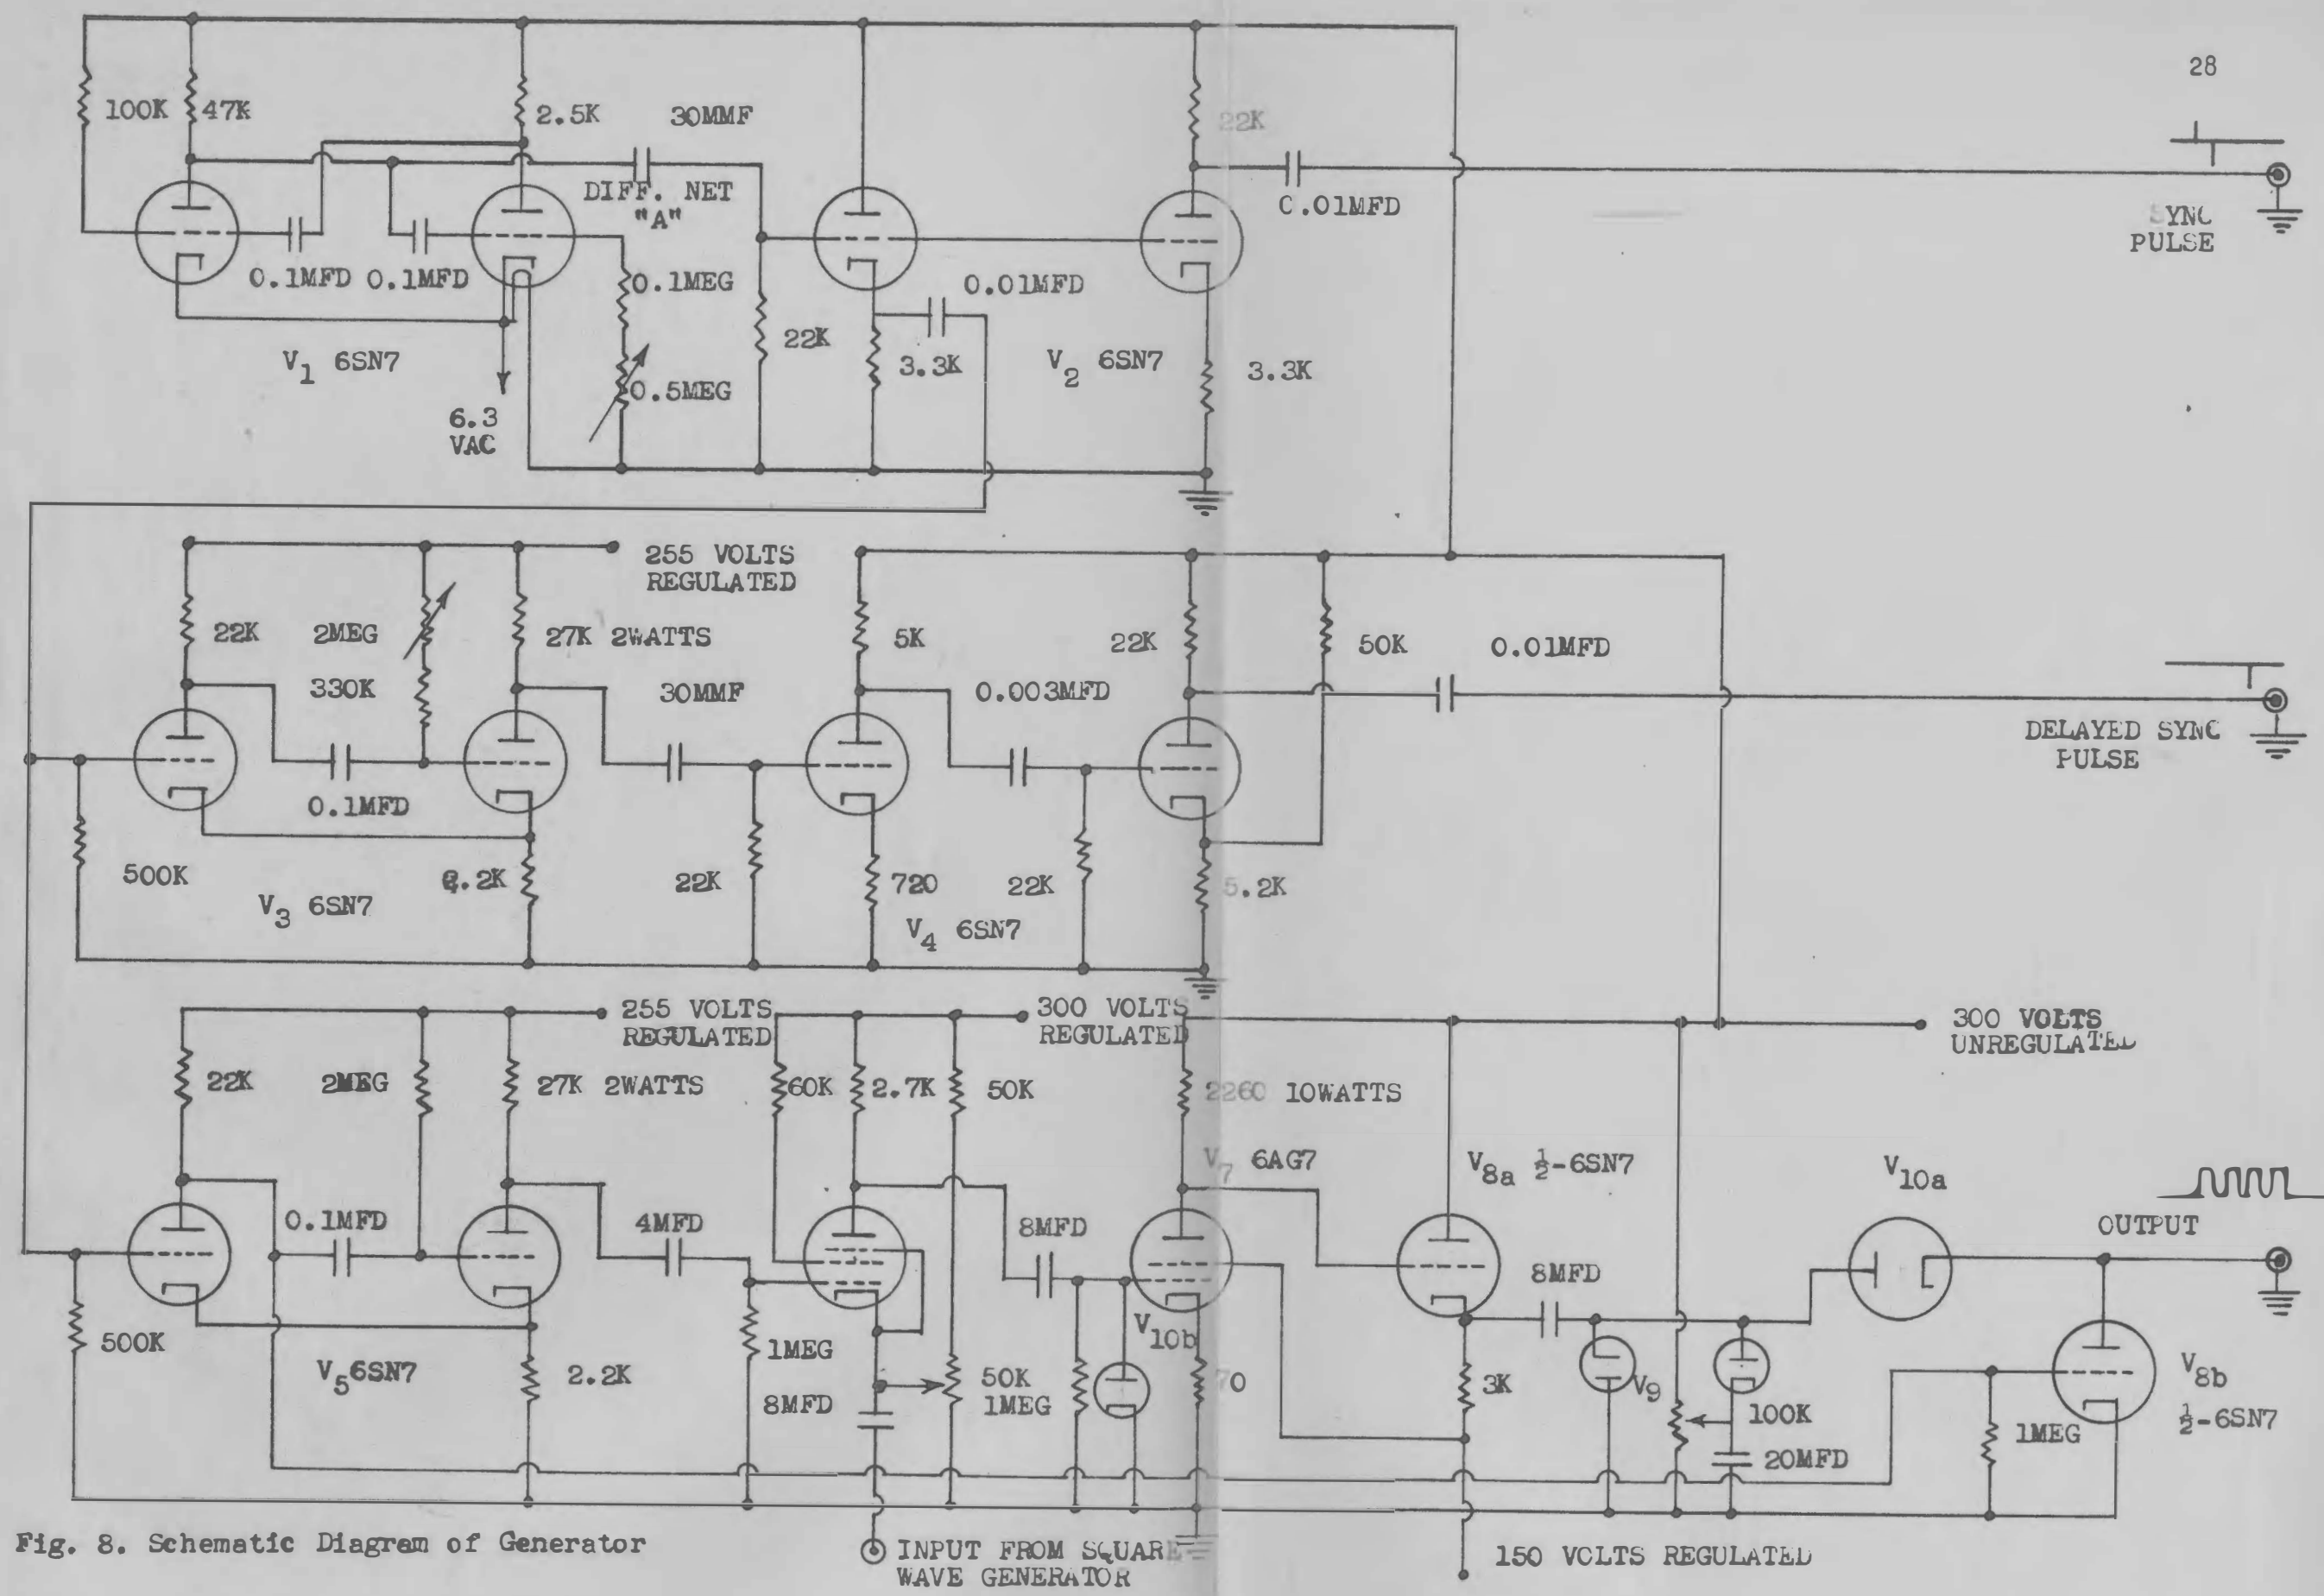 28
100K
47K
2.5K
30MMF
22K
DIFF. NET
"A"
0.01MFD
SYNC
PULSE
0.1MFD
0.1MFD
0.1MEG
0.01MFD
22K
V1 6SN7
3.3K
V2 6SN7
3.3K
0.5MEG
6.3
VAC
255 VOLTS
REGULATED
22K
2MEG
27K 2WATTS
5K
22K
50K
0.01MFD
330K
30MMF
0.003MFD
DELAYED SYNC
PULSE
0.1MFD
500K
V3 6SN7
.2K
22K
720
22K
5.2K
V4 6SN7
255 VOLTS
REGULATED
300 VOLTS
REGULATED
300 VOLTS
UNREGULATED
22K
2MEG
27K 2WATTS
60K
2.7K
50K
2260 10WATTS
V7 6AG7
V8a ½-6SN7
V10a
0.1MFD
4MFD
8MFD
8MFD
OUTPUT
500K
V5 6SN7
2.2K
1MEG
8MFD
50K
1MEG
V10b
70
3K
V9
100K
20MFD
1MEG
V8b
½-6SN7
Fig. 8. Schematic Diagram of Generator
INPUT FROM SQUARE
WAVE GENERATOR
150 VOLTS REGULATED